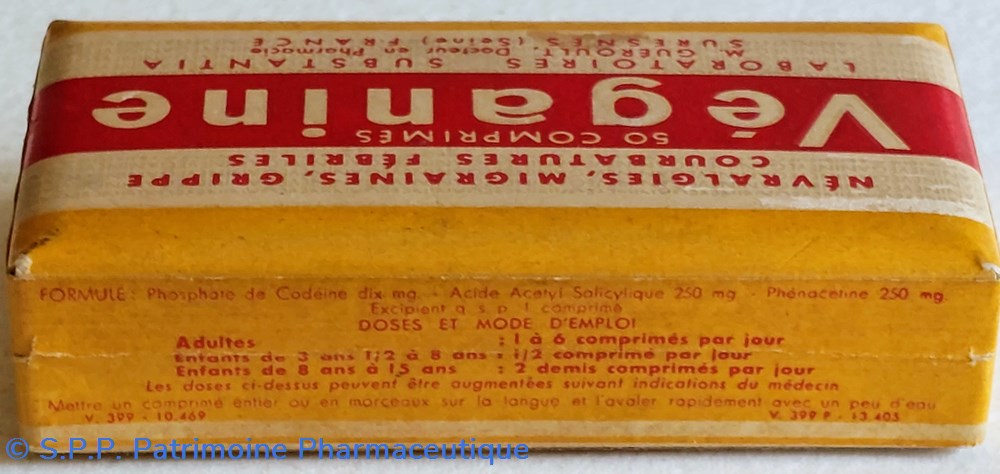 Véganine
50 COMPRIMÉS
NÉVRALGIES, MIGRAINES, GRIPPE
COURBATURES FÉBRILES
LABORATOIRES SUBSTANTIA
M. GUÉROULT, Docteur en Pharmacie
SURESNES (Seine) FRANCE
FORMULE : Phosphate de Codéine dix mg. - Acide Acétyl Salicylique 250 mg - Phénacétine 250 mg
Excipient q s p 1 comprimé
DOSES ET MODE D'EMPLOI
Adultes : 1 à 6 comprimés par jour
Enfants de 3 ans 1/2 à 8 ans : 1/2 comprimé par jour
Enfants de 8 ans à 15 ans : 2 demis comprimés par jour
Les doses ci-dessus peuvent être augmentées suivant indications du médecin
Mettre un comprimé entier ou en morceaux sur la langue et l'avaler rapidement avec un peu d'eau
V. 399 - 10.469 V. 399 P - 13.405
© S.P.P. Patrimoine Pharmaceutique